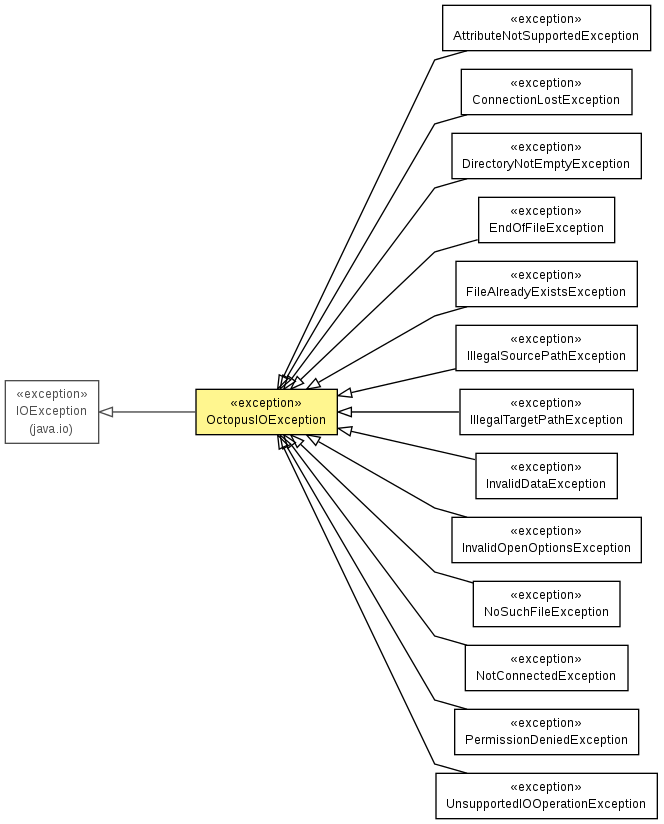 «exception»
AttributeNotSupportedException
«exception»
ConnectionLostException
«exception»
DirectoryNotEmptyException
«exception»
EndOfFileException
«exception»
FileAlreadyExistsException
«exception»
IllegalSourcePathException
«exception»
IOException
(java.io)
«exception»
OctopusIOException
«exception»
IllegalTargetPathException
«exception»
InvalidDataException
«exception»
InvalidOpenOptionsException
«exception»
NoSuchFileException
«exception»
NotConnectedException
«exception»
PermissionDeniedException
«exception»
UnsupportedIOOperationException